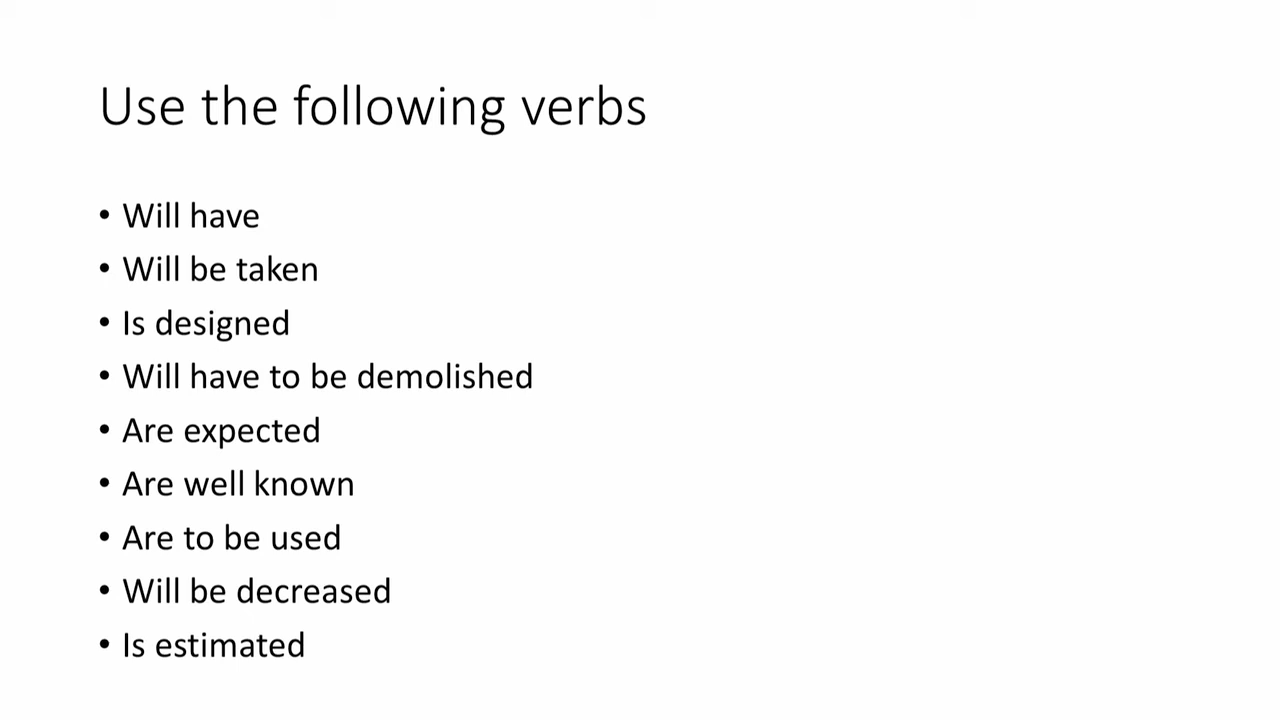 Use the following verbs
• Will have
• Will be taken
• Is designed
• Will have to be demolished
• Are expected
• Are well known
• Are to be used
• Will be decreased
• Is estimated